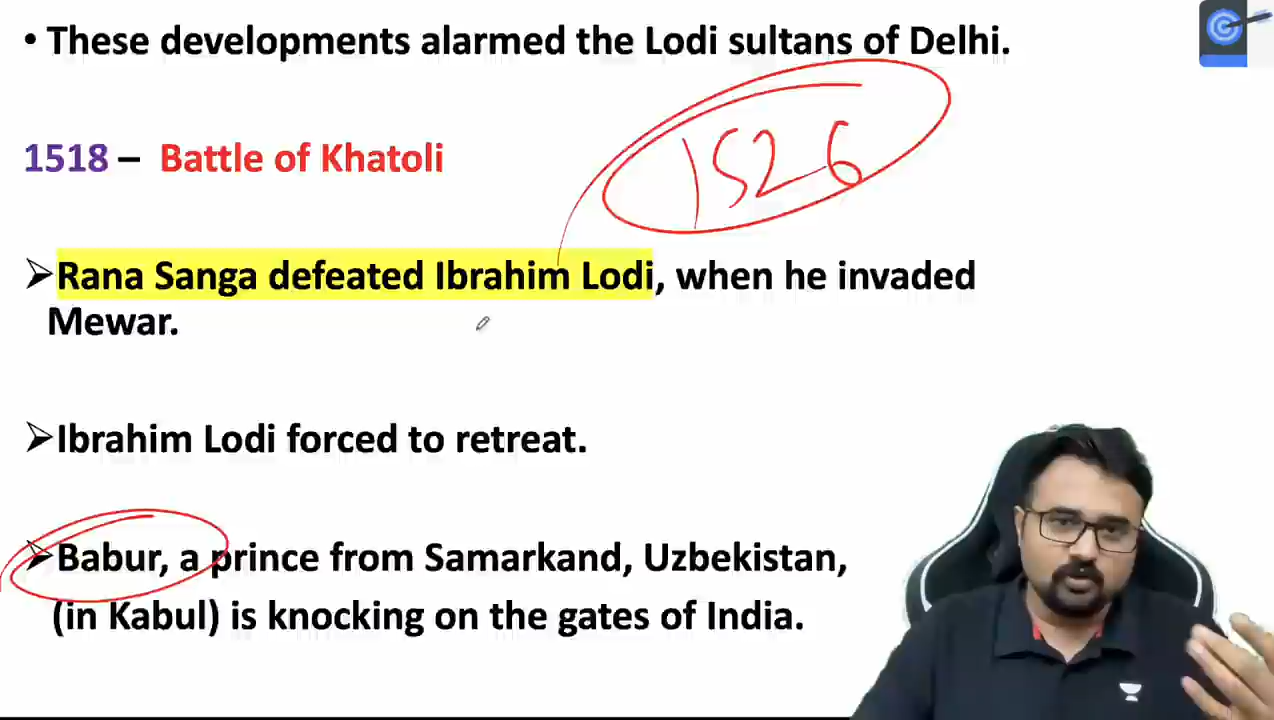 • These developments alarmed the Lodi sultans of Delhi.
1526
1518 – Battle of Khatoli
➢Rana Sanga defeated Ibrahim Lodi, when he invaded
Mewar.
➢Ibrahim Lodi forced to retreat.
➢Babur, a prince from Samarkand, Uzbekistan,
(in Kabul) is knocking on the gates of India.